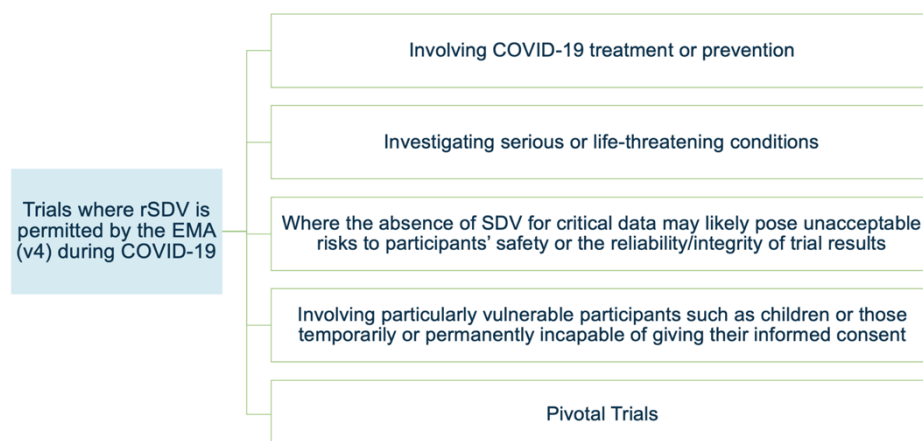 Involving COVID-19 treatment or prevention
Investigating serious or life-threatening conditions
Trials where rSDV is
permitted by the EMA
(v4) during COVID-19
Where the absence of SDV for critical data may likely pose unacceptable
risks to participants' safety or the reliability/integrity of trial results
Involving particularly vulnerable participants such as children or those
temporarily or permanently incapable of giving their informed consent
Pivotal Trials